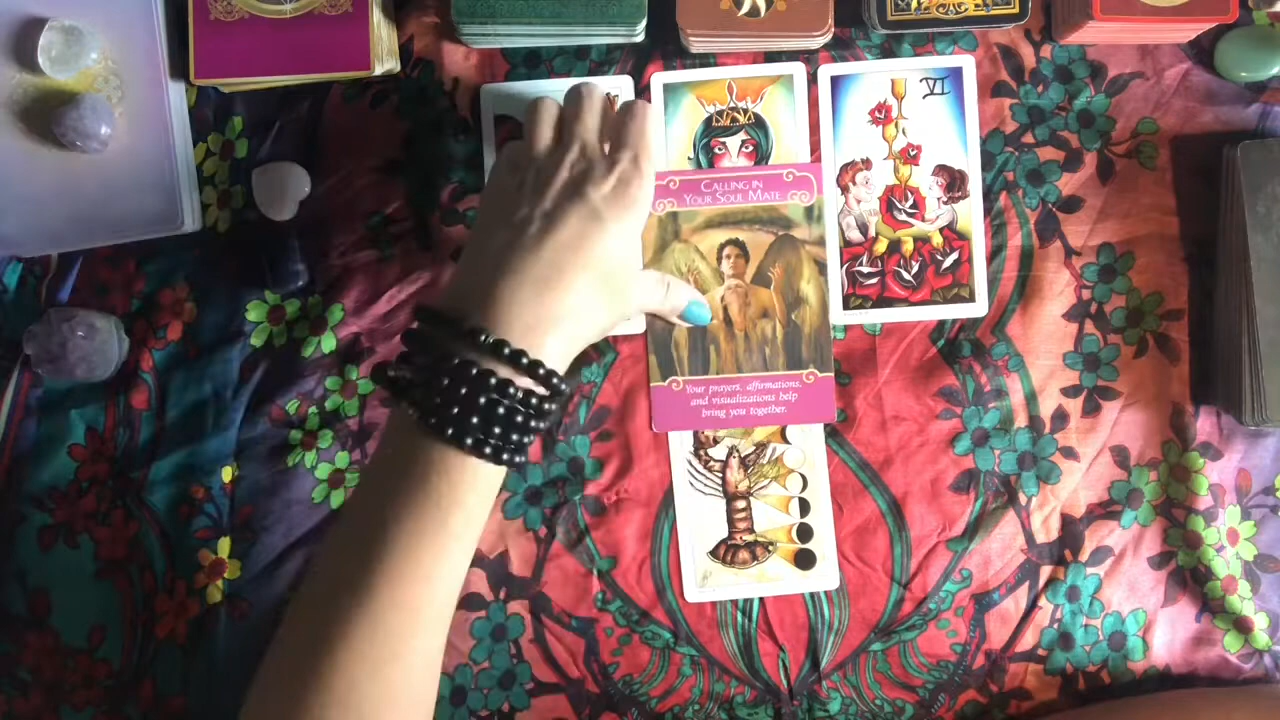 VI
CALLING IN
YOUR SOUL MATE
Your prayers, affirmations,
and visualizations help
bring you together.